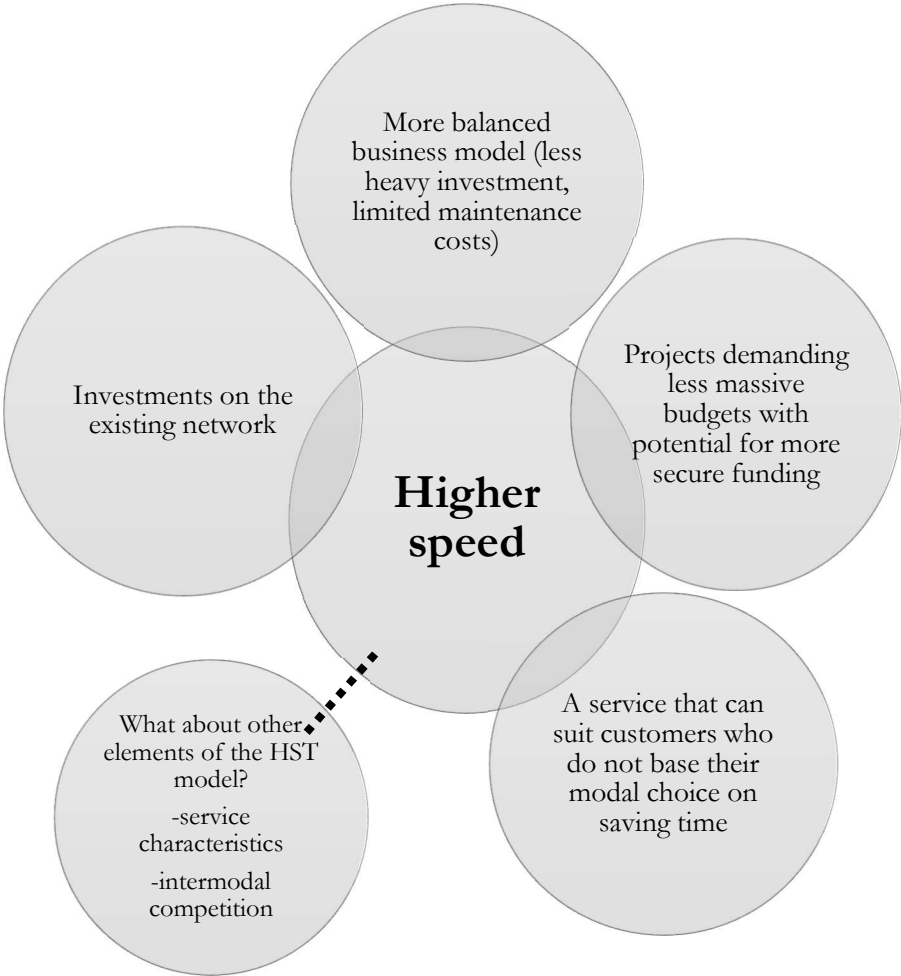 More balanced
business model (less
heavy investment,
limited maintenance
costs)
Investments on the
existing network
Projects demanding
less massive
budgets with
potential for more
secure funding
Higher
speed
What about other
elements of the HST
model?
-service
characteristics
-intermodal
competition
A service that can
suit customers who
do not base their
modal choice on
saving time